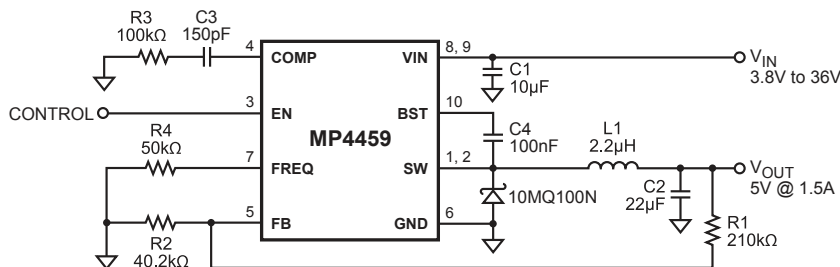 R3
100kΩ
C3
150pF
4
COMP
VIN
8, 9
C1
10µF
V_IN
3.8V to 36V
CONTROL
3
EN
BST
10
C4
100nF
MP4459
L1
2.2µH
R4
50kΩ
7
FREQ
SW
1, 2
V_OUT
5V @ 1.5A
10MQ100N
C2
22µF
R1
210kΩ
R2
40.2kΩ
5
FB
GND
6